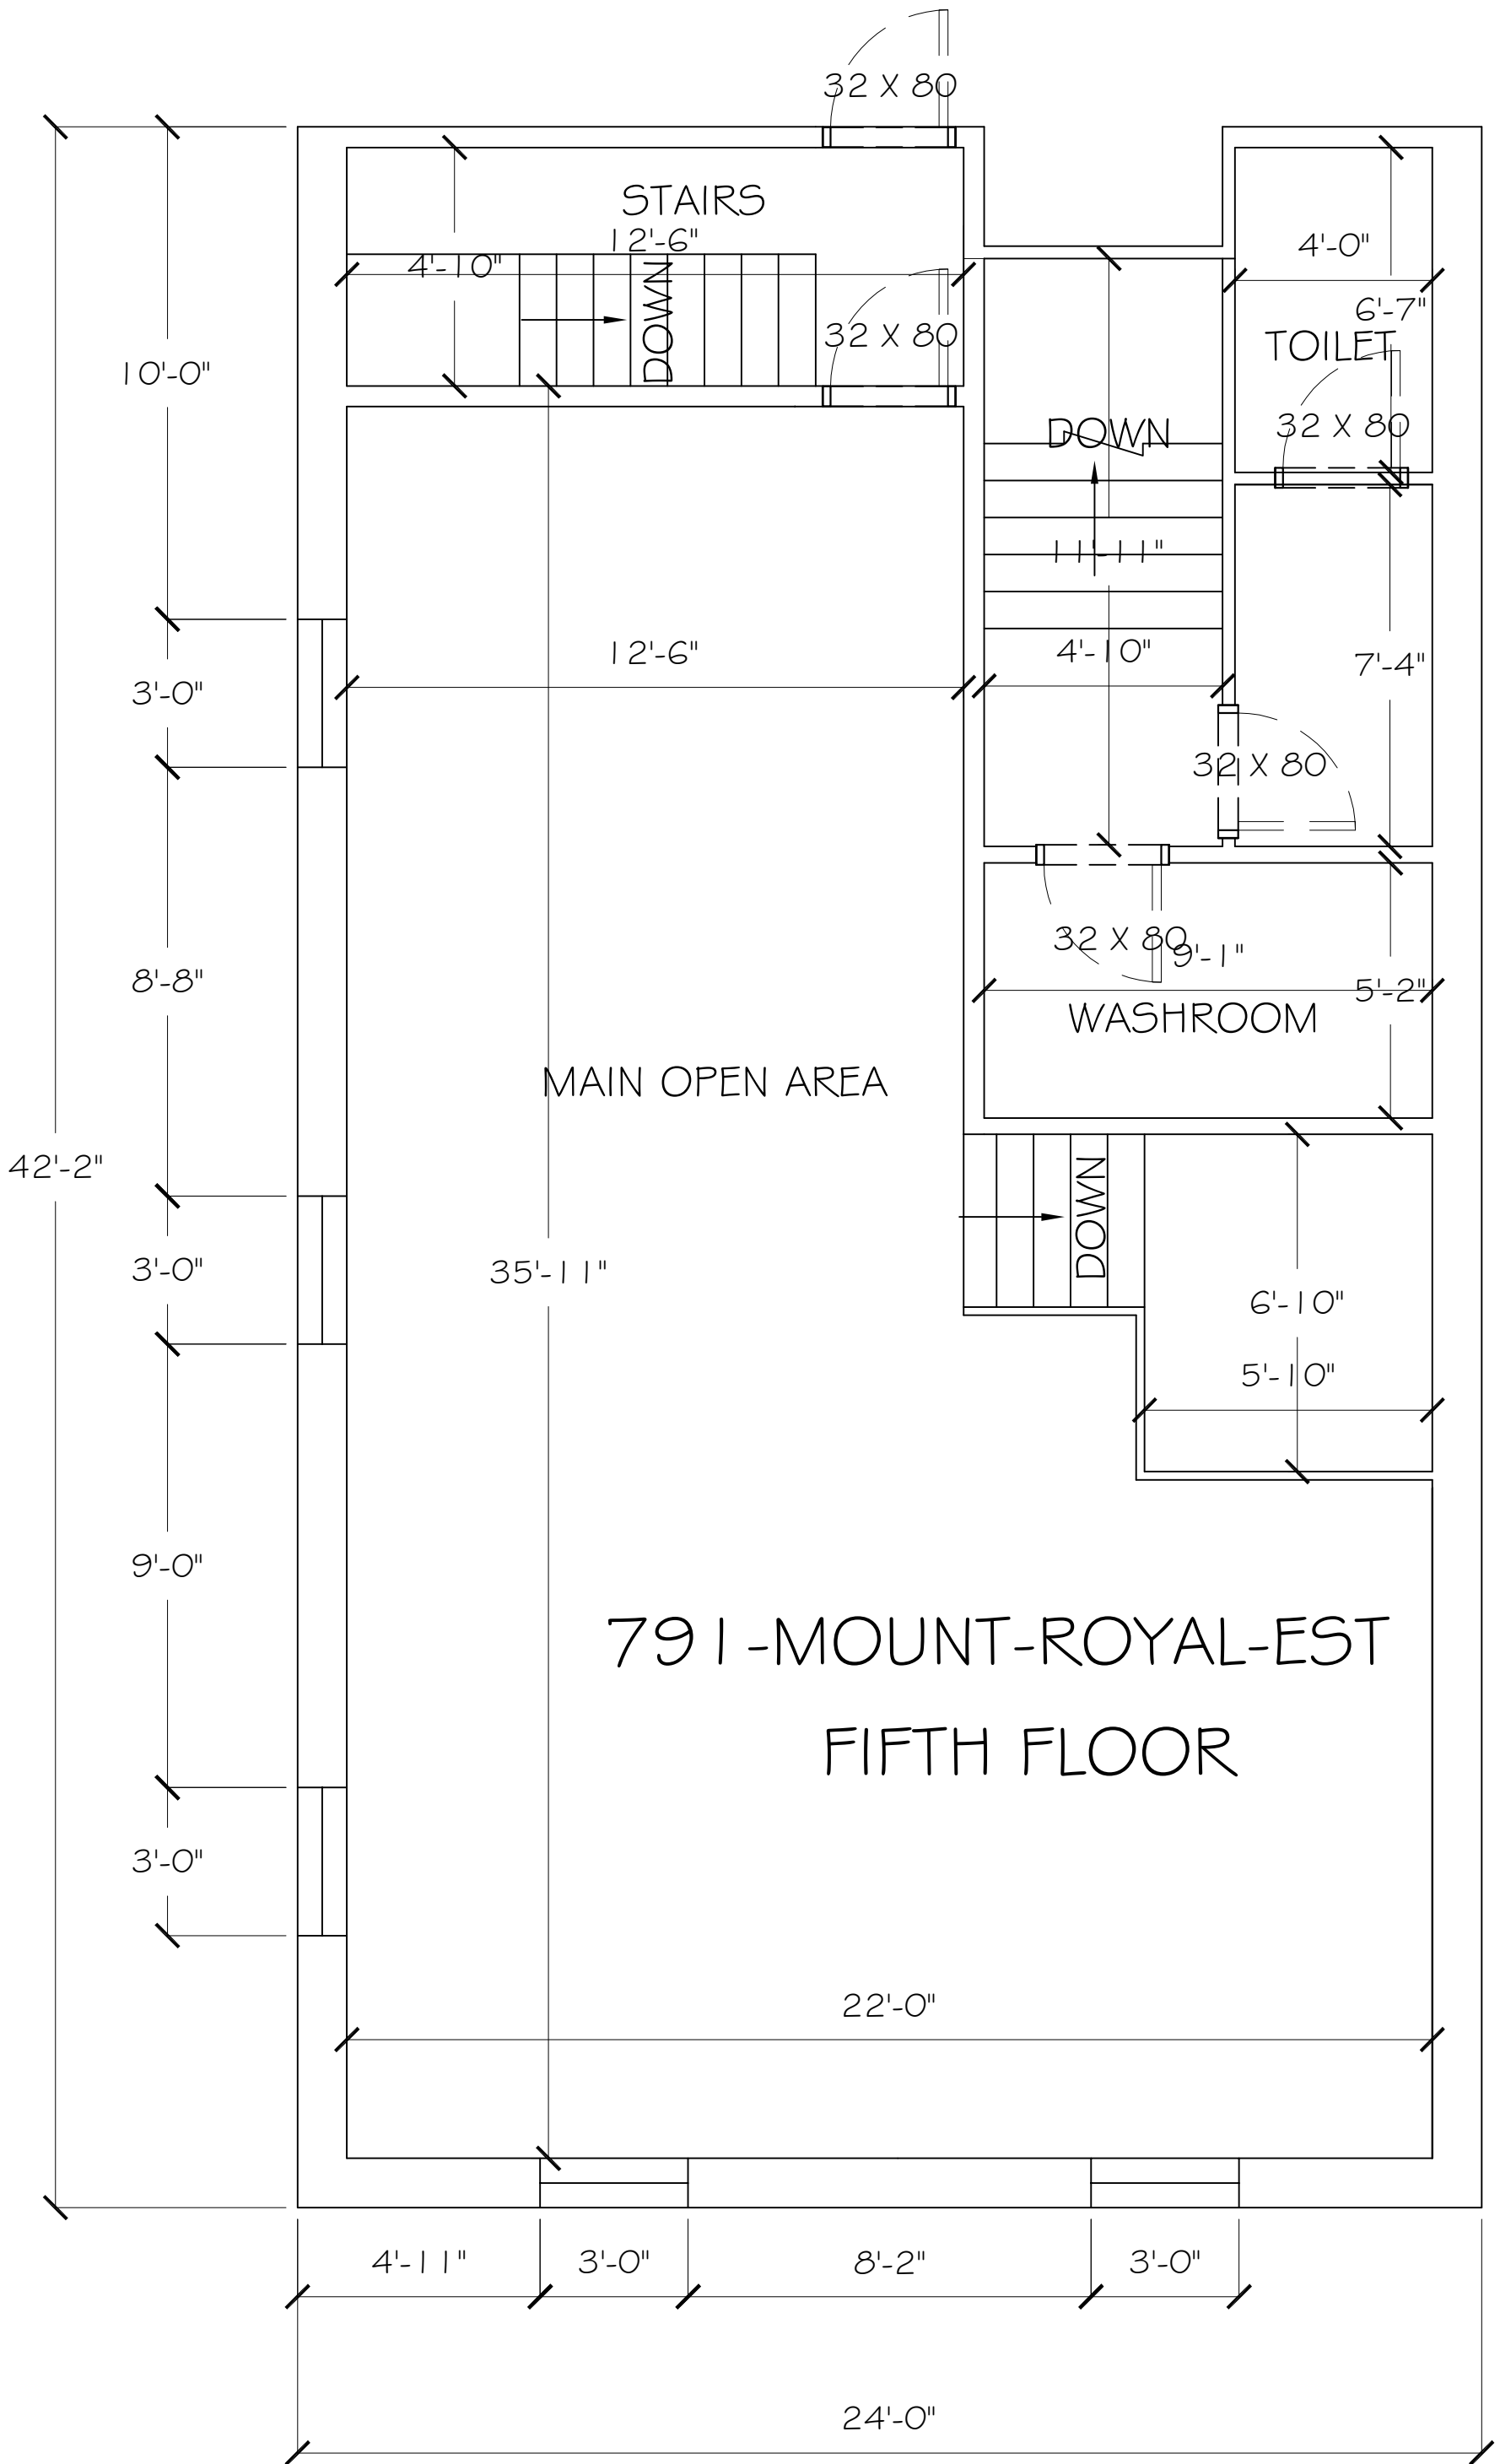 32 X 80
STAIRS
12'-6"
4'-10"
DOWN
32 X 80
4'-0"
6'-7"
TOILET
32 X 80
10'-0"
DOWN
11'-11"
12'-6"
4'-10"
7'-4"
3'-0"
32 X 80
32 X 80
9'-1"
8'-8"
5'-2"
WASHROOM
MAIN OPEN AREA
42'-2"
DOWN
3'-0"
35'-11"
6'-10"
5'-10"
9'-0"
791-MOUNT-ROYAL-EST
FIFTH FLOOR
3'-0"
22'-0"
4'-11"
3'-0"
8'-2"
3'-0"
24'-0"